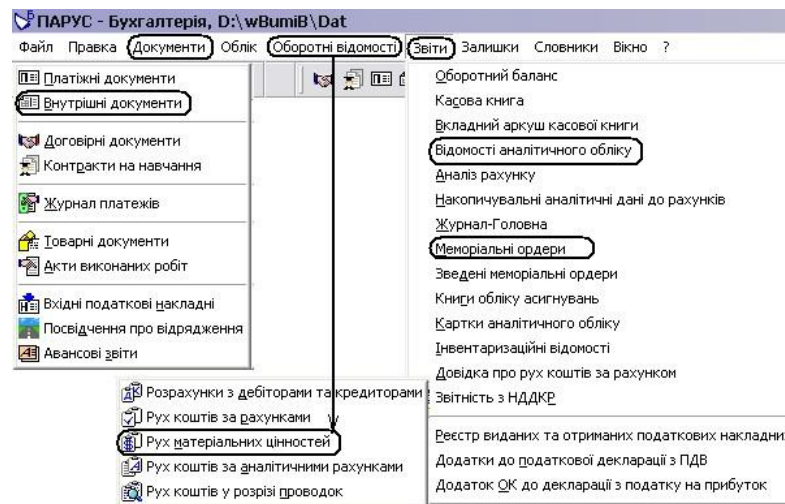 ПАРУС - Бухгалтерія, D:\wBumiB\Dat
Файл Правка Документи Облік Оборотні відомості Звіти Залишки Словники Вікно ?
Платіжні документи
Внутрішні документи
Договірні документи
Контракти на навчання
Журнал платежів
Товарні документи
Акти виконаних робіт
Вхідні податкові накладні
Посвідчення про відрядження
Авансові звіти
Оборотний баланс
Касова книга
Вкладний аркуш касової книги
Відомості аналітичного обліку
Аналіз рахунку
Накопичувальні аналітичні дані до рахунків
Журнал-Головна
Меморіальні ордери
Зведені меморіальні ордери
Книги обліку асигнувань
Картки аналітичного обліку
Інвентаризаційні відомості
Довідка про рух коштів за рахунком
Звітність з НДДКР
Реєстр виданих та отриманих податкових накладни
Додатки до податкової декларації з ПДВ
Додаток ОК до декларації з податку на прибуток
Розрахунки з дебіторами та кредиторами
Рух коштів за рахунками
Рух матеріальних цінностей
Рух коштів за аналітичними рахунками
Рух коштів у розрізі проводок